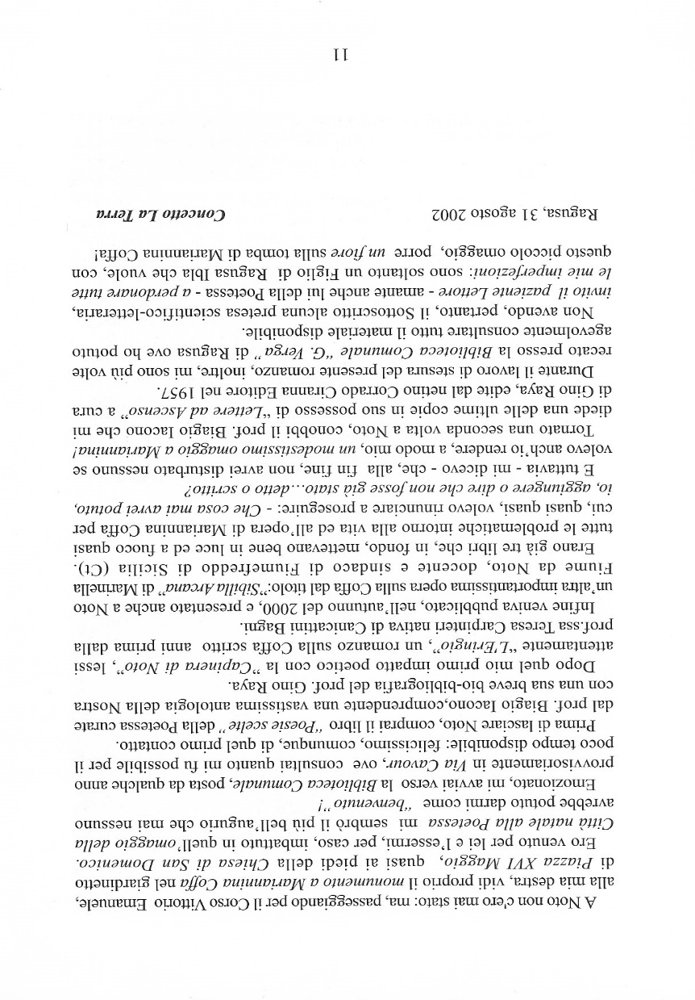 A Noto non c'ero mai stato: ma, passeggiando per il Corso Vittorio Emanuele,
alla mia destra, vidi proprio il monumento a Mariannina Coffa nel giardinetto
di Piazza XVI Maggio, quasi ai piedi della Chiesa di San Domenico.
Ero venuto per lei e l'essermi, per caso, imbattuto in quell'omaggio della
Città natale alla Poetessa mi sembrò il più bell'augurio che mai nessuno
avrebbe potuto darmi come "benvenuto"!
Emozionato, mi avviai verso la Biblioteca Comunale, posta da qualche anno
provvisoriamente in Via Cavour, ove consultai quanto mi fu possibile per il
poco tempo disponibile: felicissimo, comunque, di quel primo contatto.
Prima di lasciare Noto, comprai il libro "Poesie scelte" della Poetessa curate
dal prof. Biagio Iacono,comprendente una vastissima antologia della Nostra
con una sua breve bio-bibliografia del prof. Gino Raya.
Dopo quel mio primo impatto poetico con la "Capinera di Noto", lessi
attentamente "L'Eringio", un romanzo sulla Coffa scritto anni prima dalla
prof.ssa Teresa Carpinteri nativa di Canicattini Bagni.
Infine veniva pubblicato, nell'autunno del 2000, e presentato anche a Noto
un'altra importantissima opera sulla Coffa dal titolo:"Sibilla Arcana" di Marinella
Fiume da Noto, docente e sindaco di Fiumefreddo di Sicilia (Ct).
Erano già tre libri che, in fondo, mettevano bene in luce ed a fuoco quasi
tutte le problematiche intorno alla vita ed all'opera di Mariannina Coffa per
cui, quasi quasi, volevo rinunciare a proseguire: - Che cosa mai avrei potuto,
io, aggiungere o dire che non fosse già stato...detto o scritto?
E tuttavia - mi dicevo - che, alla fin fine, non avrei disturbato nessuno se
volevo anch'io rendere, a modo mio, un modestissimo omaggio a Mariannina!
Tornato una seconda volta a Noto, conobbi il prof. Biagio Iacono che mi
diede una delle ultime copie in suo possesso di "Lettere ad Ascenso" a cura
di Gino Raya, edite dal netino Corrado Ciranna Editore nel 1957.
Durante il lavoro di stesura del presente romanzo, inoltre, mi sono più volte
recato presso la Biblioteca Comunale "G. Verga" di Ragusa ove ho potuto
agevolmente consultare tutto il materiale disponibile.
Non avendo, pertanto, il Sottoscritto alcuna pretesa scientifico-letteraria,
invito il paziente Lettore - amante anche lui della Poetessa - a perdonare tutte
le mie imperfezioni: sono soltanto un Figlio di Ragusa Ibla che vuole, con
questo piccolo omaggio, porre un fiore sulla tomba di Mariannina Coffa!
Ragusa, 31 agosto 2002 Concetto La Terra
11